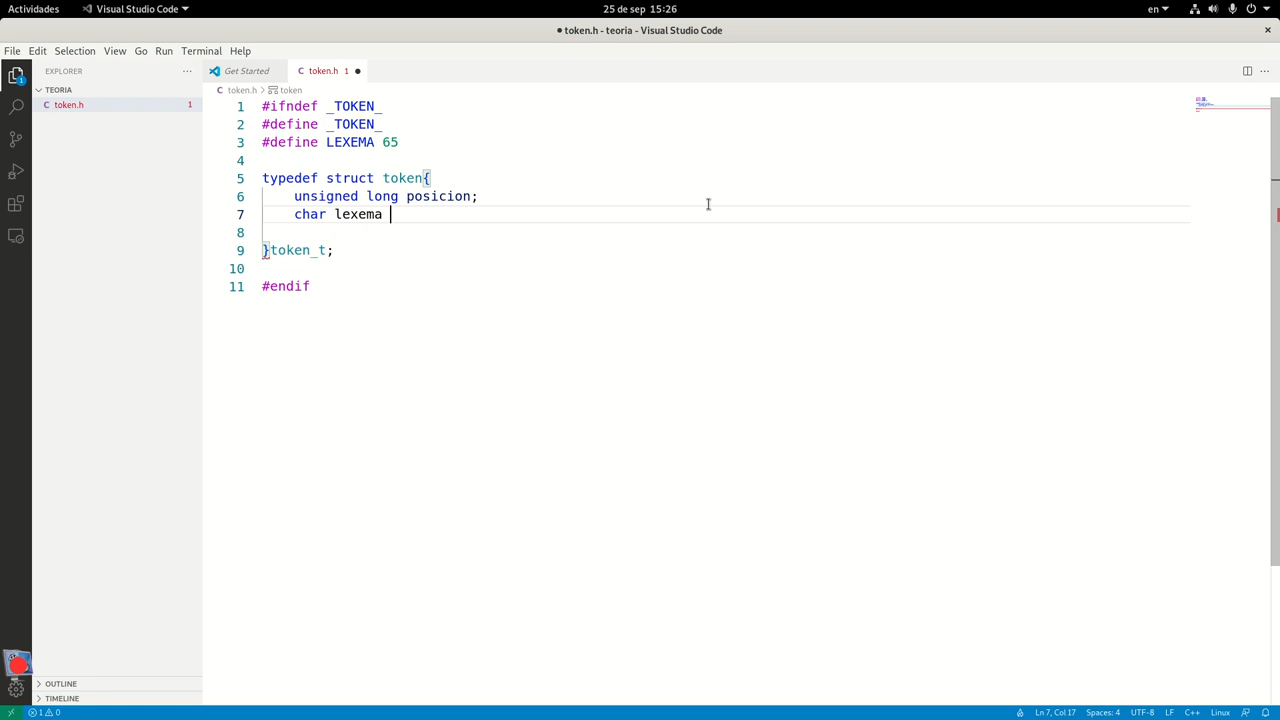 Actividades Visual Studio Code 25 de sep 15:26 en
● token.h - teoria - Visual Studio Code
File Edit Selection View Go Run Terminal Help
EXPLORER ··· Get Started C token.h 1 ●
TEORIA token.h > token
C token.h 1
1 #ifndef _TOKEN_
2 #define _TOKEN_
3 #define LEXEMA 65
4
5 typedef struct token{
6 unsigned long posicion;
7 char lexema
8
9 }token_t;
10
11 #endif
1
OUTLINE
TIMELINE
1 0 Ln 7, Col 17 Spaces: 4 UTF-8 LF C++ Linux